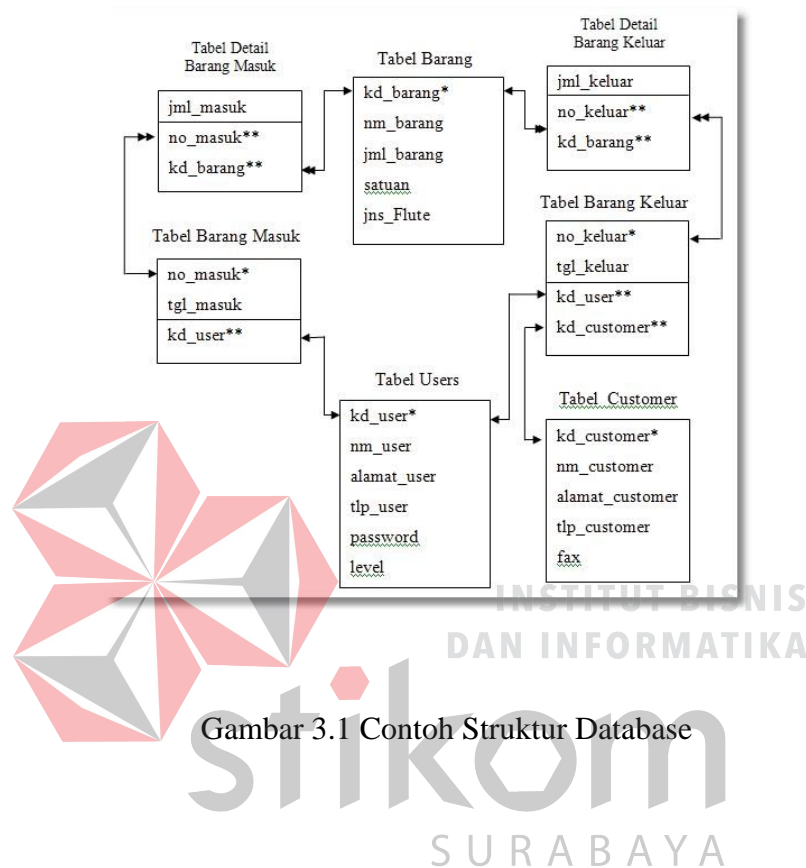 Tabel Detail
Barang Masuk
jml_masuk
no_masuk**
kd_barang**
Tabel Barang
kd_barang*
nm_barang
jml_barang
satuan
jns_Flute
Tabel Detail
Barang Keluar
jml_keluar
no_keluar**
kd_barang**
Tabel Barang Masuk
no_masuk*
tgl_masuk
kd_user**
Tabel Barang Keluar
no_keluar*
tgl_keluar
kd_user**
kd_customer**
Tabel Users
kd_user*
nm_user
alamat_user
tlp_user
password
level
Tabel Customer
kd_customer*
nm_customer
alamat_customer
tlp_customer
fax
INSTITUT BISNIS
DAN INFORMATIKA
stikom
SURABAYA
Gambar 3.1 Contoh Struktur Database